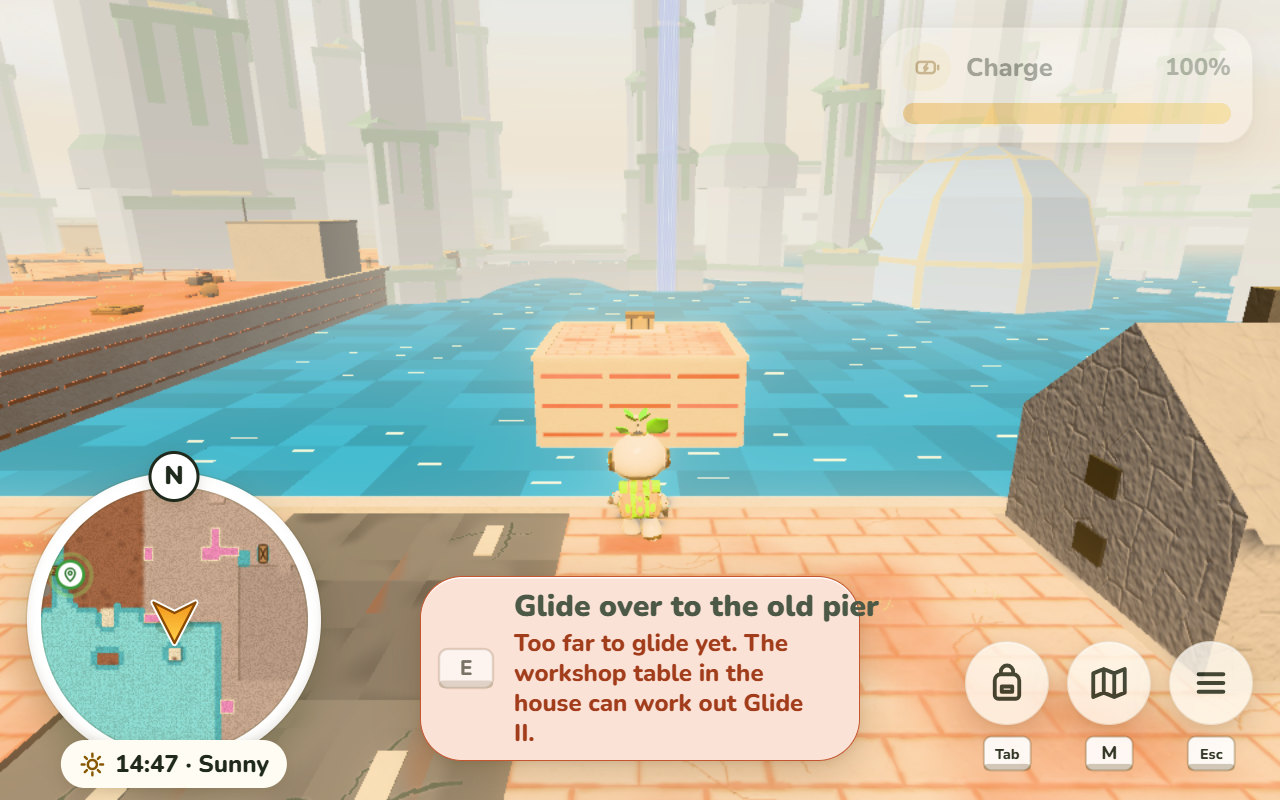 Charge 100%
N
Glide over to the old pier
E
Too far to glide yet. The
workshop table in the
house can work out Glide
II.
14:47 · Sunny
Tab
M
Esc